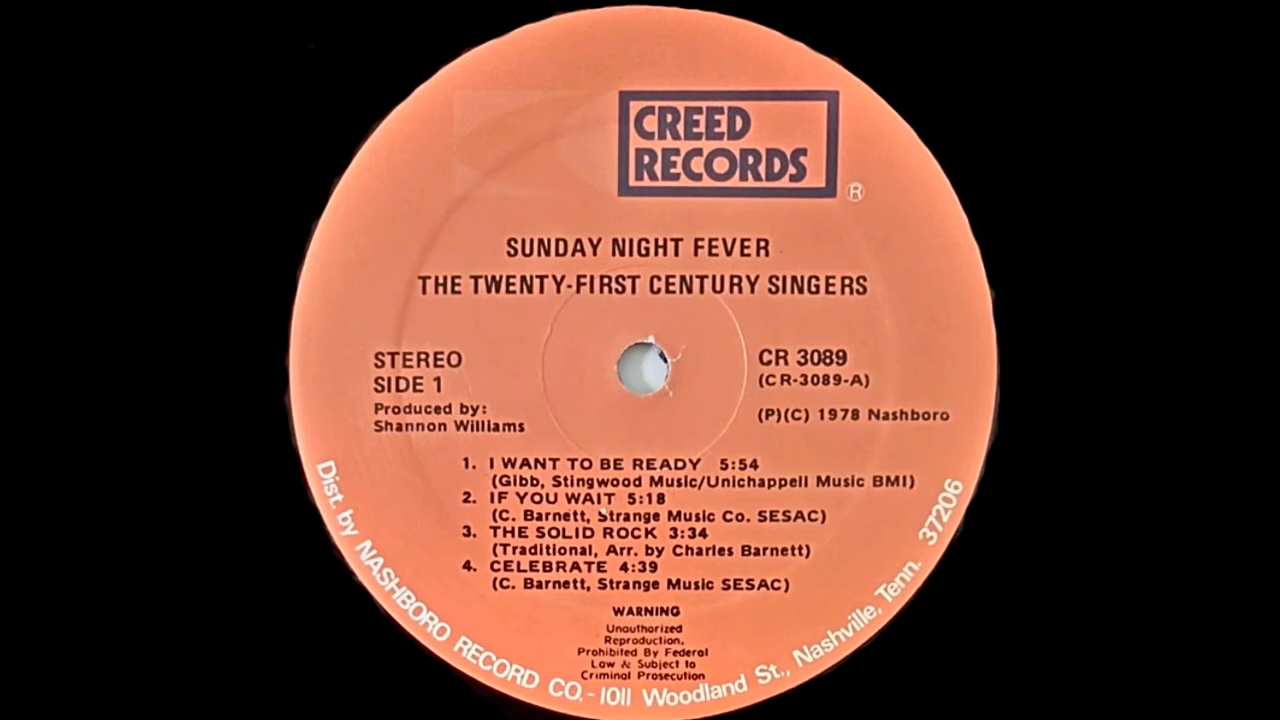 CREED
RECORDS
®
SUNDAY NIGHT FEVER
THE TWENTY-FIRST CENTURY SINGERS
STEREO
SIDE 1
Produced by:
Shannon Williams
CR 3089
(CR-3089-A)
(P)(C) 1978 Nashboro
1. I WANT TO BE READY 5:54
(Gibb, Stingwood Music/Unichappell Music BMI)
2. IF YOU WAIT 5:18
(C. Barnett, Strange Music Co. SESAC)
3. THE SOLID ROCK 3:34
(Traditional, Arr. by Charles Barnett)
4. CELEBRATE 4:39
(C. Barnett, Strange Music SESAC)
WARNING
Unauthorized
Reproduction,
Prohibited By Federal
Law & Subject to
Criminal Prosecution
Dist. by NASHBORO RECORD CO.-1011 Woodland St., Nashville, Tenn. 37206